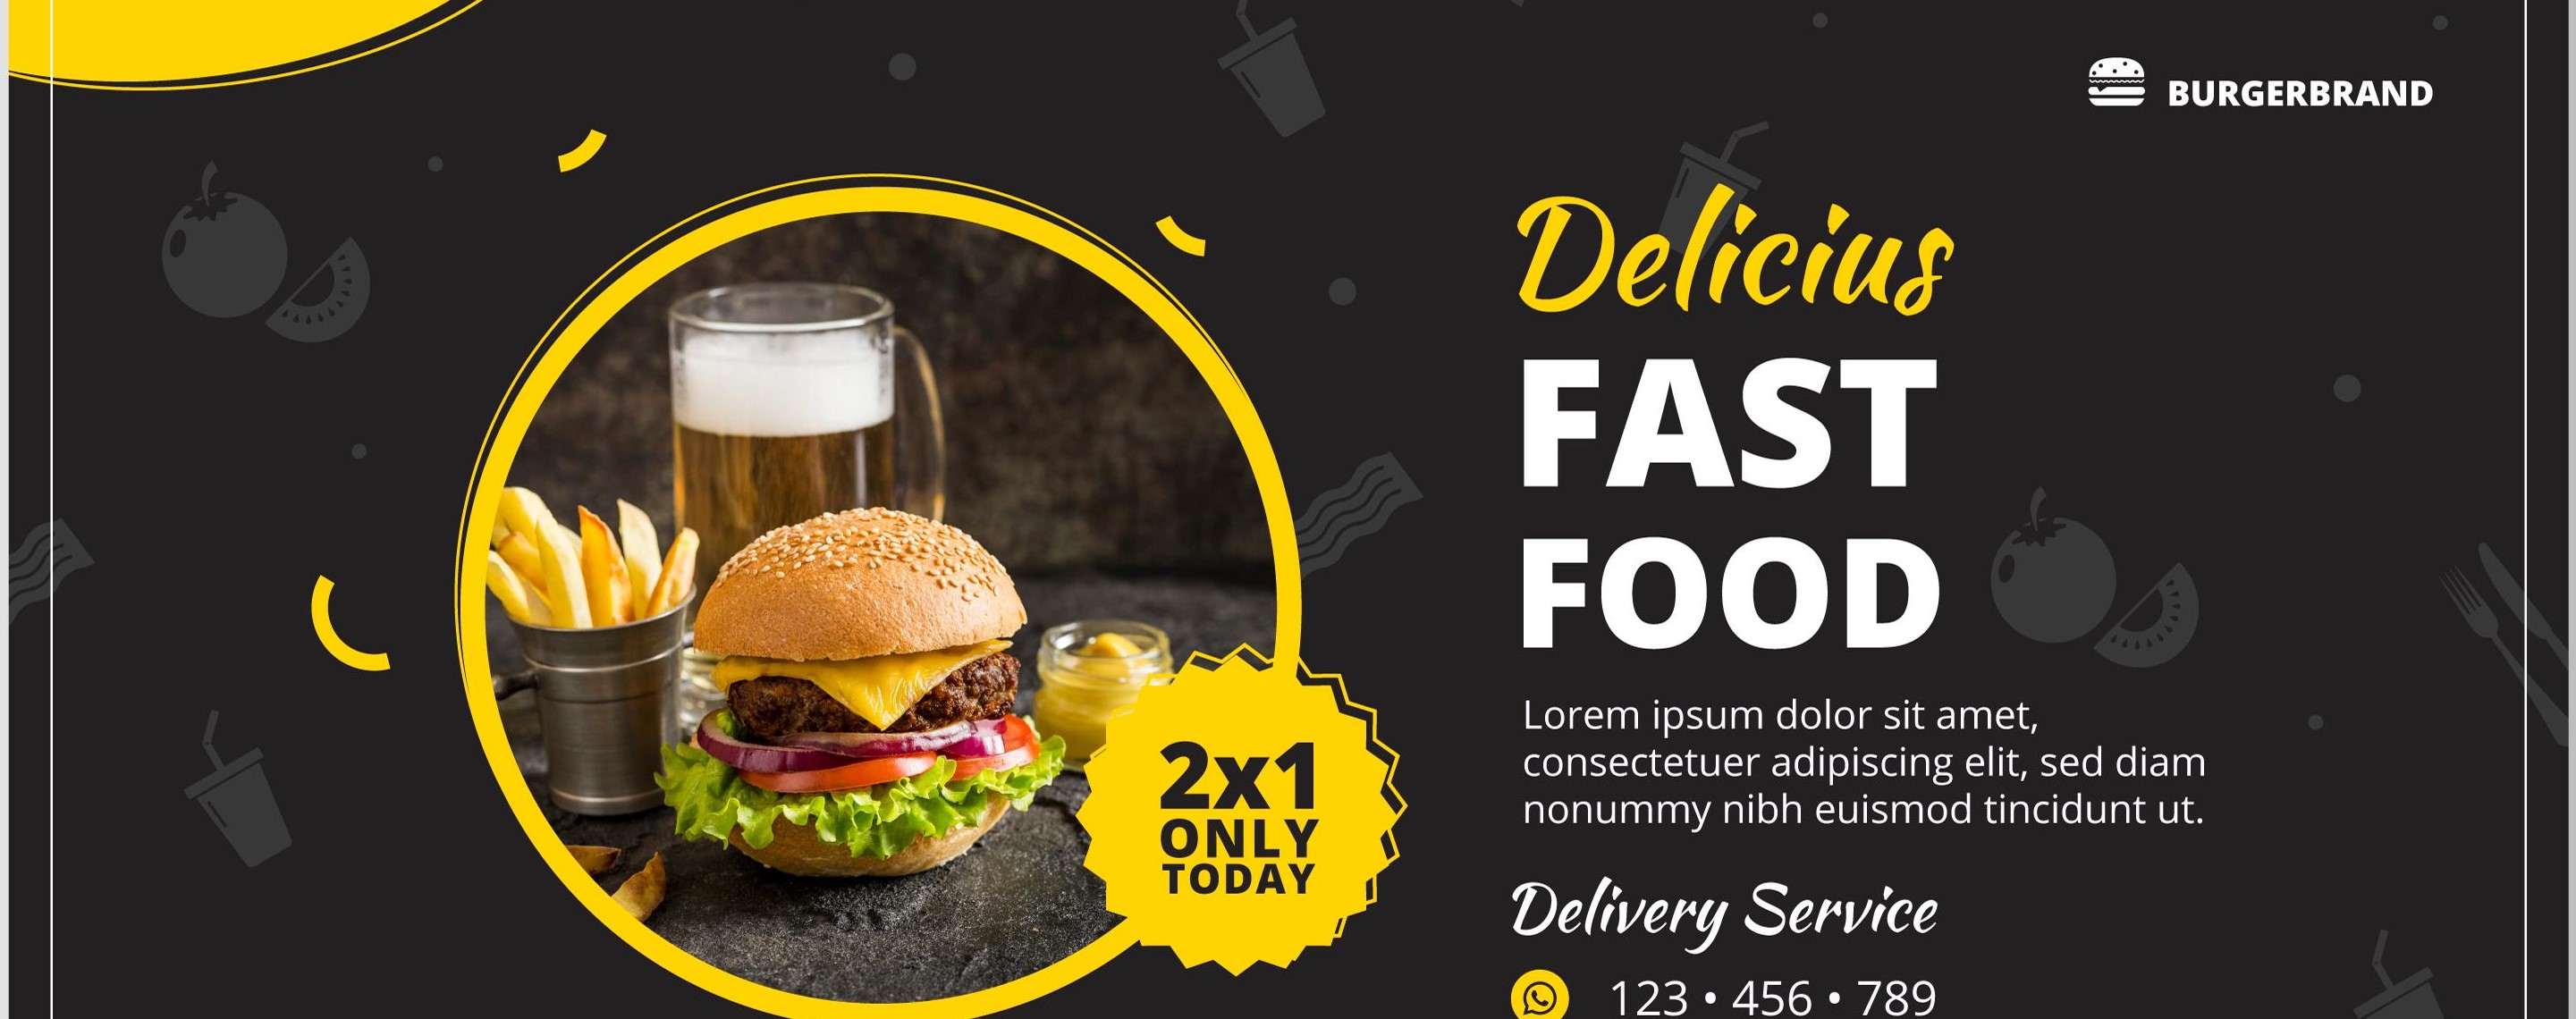 BURGERBRAND
Delicius
FAST
FOOD
Lorem ipsum dolor sit amet,
consectetuer adipiscing elit, sed diam
nonummy nibh euismod tincidunt ut.
2x1
ONLY
TODAY
Delivery Service
123 • 456 • 789